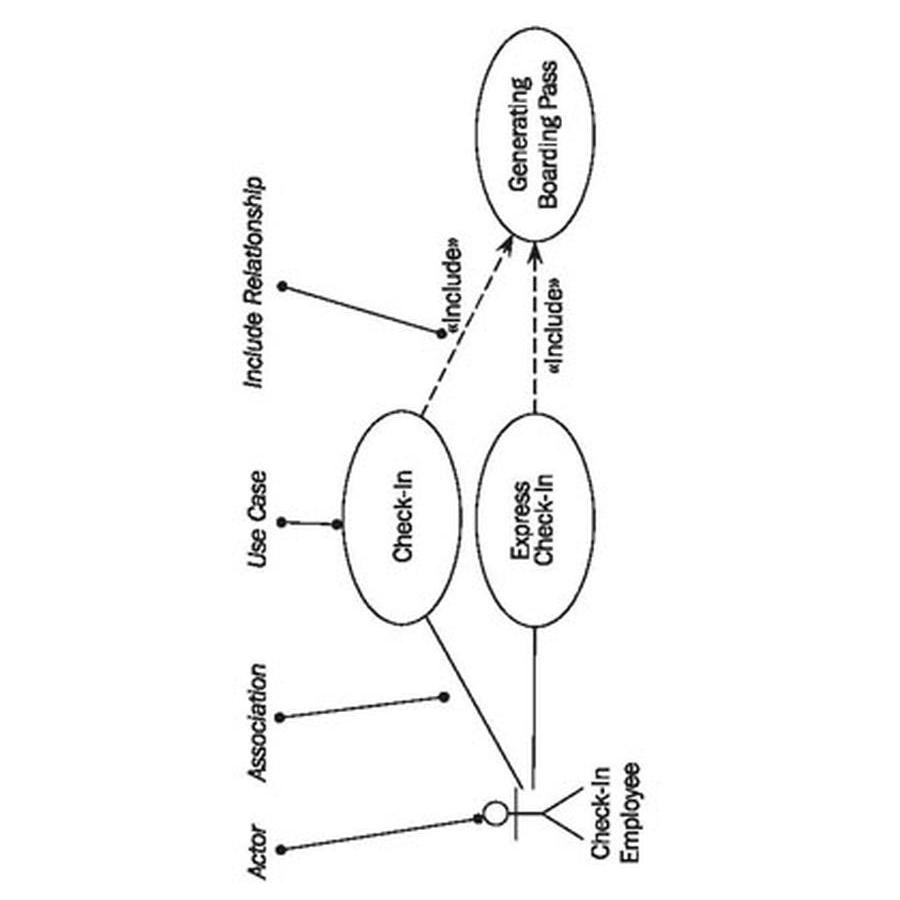 Actor
Association
Use Case
Include Relationship
Check-In
«Include»
Generating
Boarding Pass
Express
Check-In
«Include»
Check-In
Employee